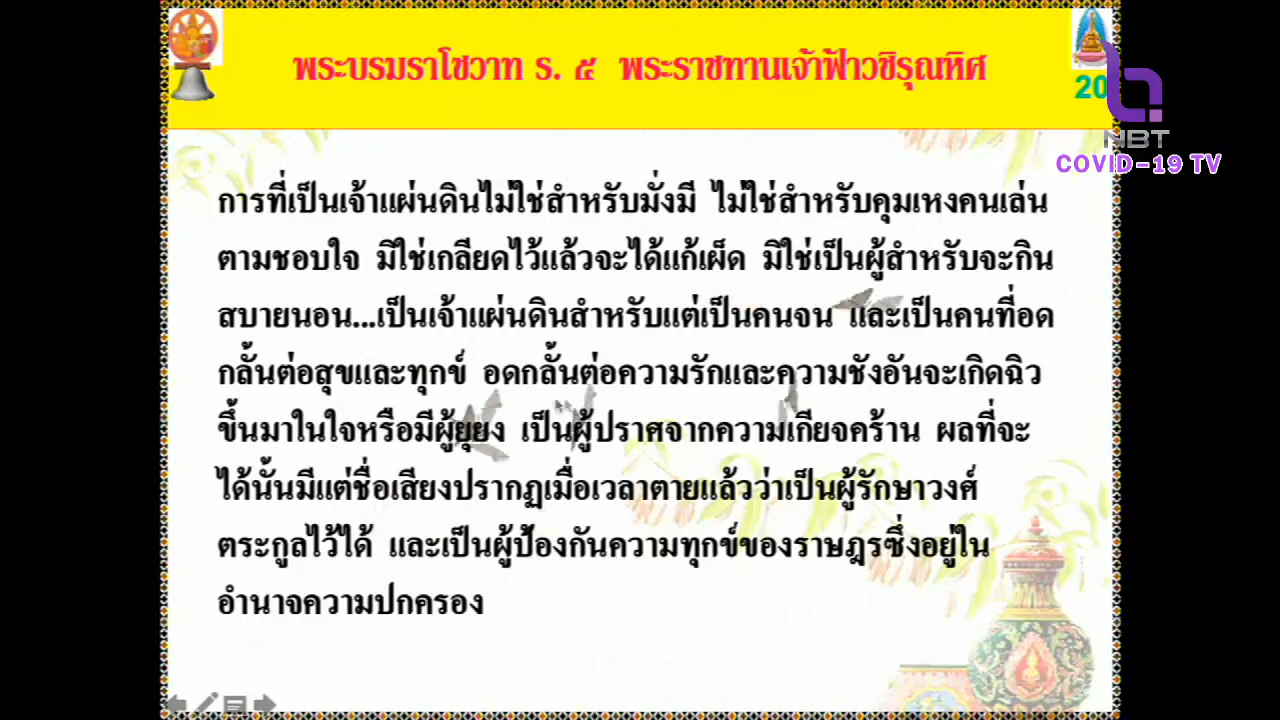 พระบรมราโชวาท ร. ๕ พระราชทานเจ้าฟ้าวชิรุณหิศ
20
NBT
COVID-19 TV
การที่เป็นเจ้าแผ่นดินไม่ใช่สำหรับมั่งมี ไม่ใช่สำหรับคุมเหงคนเล่น
ตามชอบใจ มิใช่เกลียดไว้แล้วจะได้แก้เผ็ด มิใช่เป็นผู้สำหรับจะกิน
สบายนอน...เป็นเจ้าแผ่นดินสำหรับแต่เป็นคนจน และเป็นคนที่อด
กลั้นต่อสุขและทุกข์ อดกลั้นต่อความรักและความชังอันจะเกิดฉิว
ขึ้นมาในใจหรือมีผู้ยุยง เป็นผู้ปราศจากความเกียจคร้าน ผลที่จะ
ได้นั้นมีแต่ชื่อเสียงปรากฏเมื่อเวลาตายแล้วว่าเป็นผู้รักษาวงศ์
ตระกูลไว้ได้ และเป็นผู้ป้องกันความทุกข์ของราษฎรซึ่งอยู่ใน
อำนาจความปกครอง